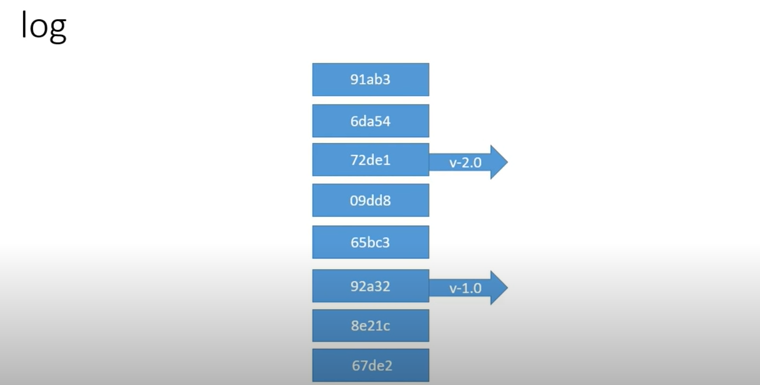 log
91ab3
6da54
72de1
v-2.0
09dd8
65bc3
92a32
v-1.0
8e21c
67de2